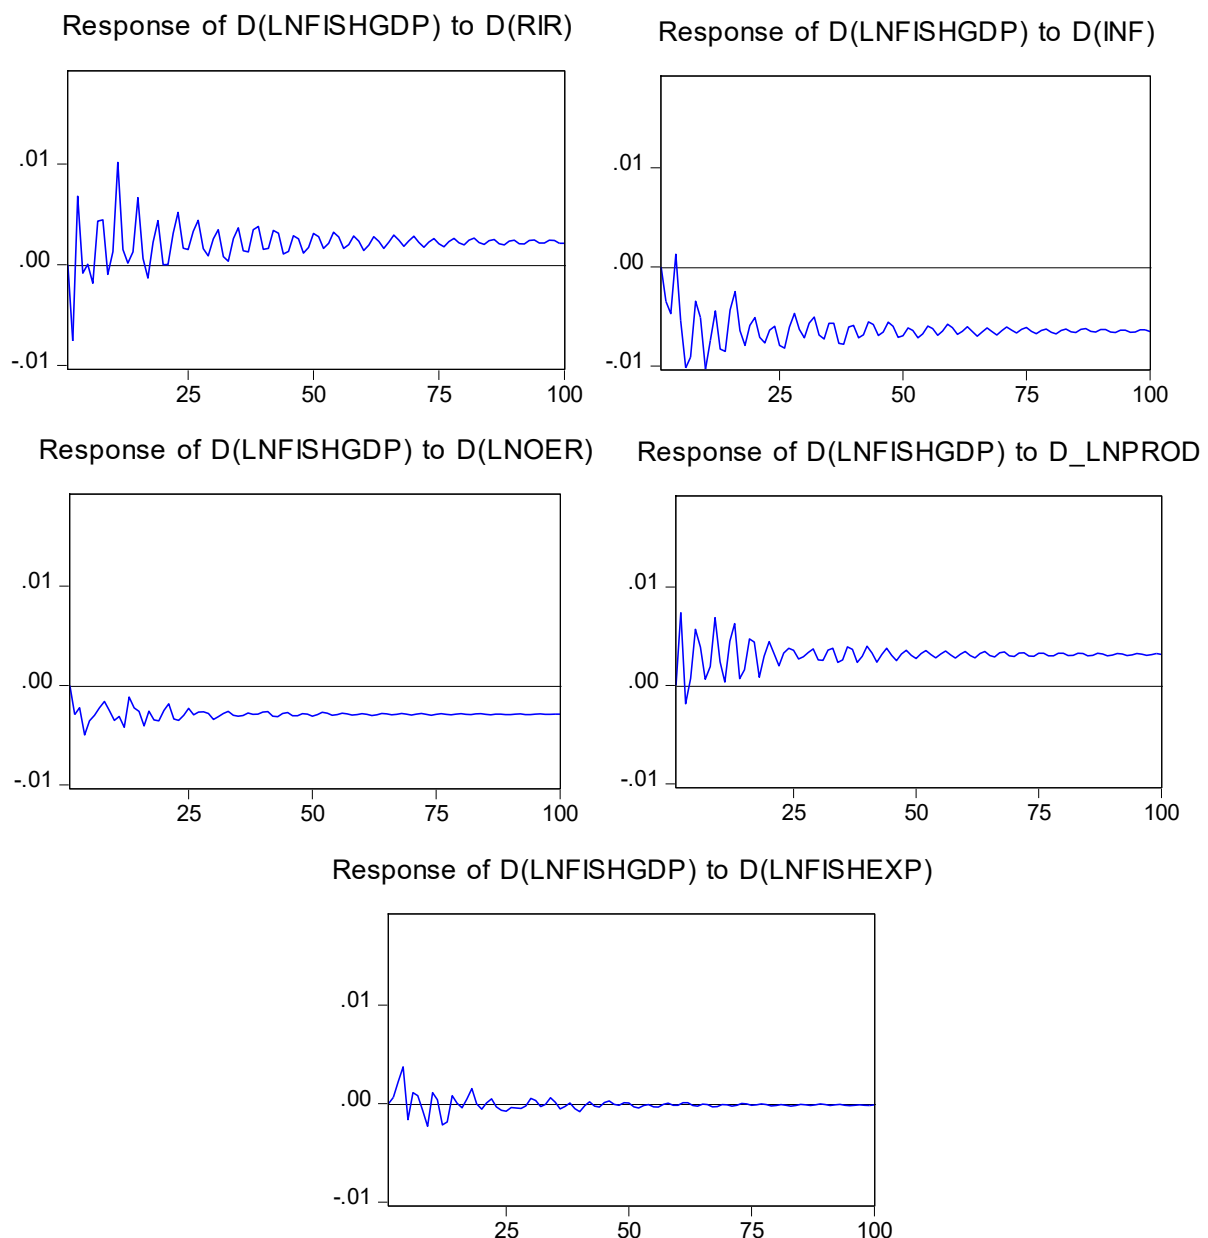 Response of D(LNFISHGDP) to D(RIR)
.01
.00
-.01
25 50 75 100
Response of D(LNFISHGDP) to D(INF)
.01
.00
-.01
25 50 75 100
Response of D(LNFISHGDP) to D(LNOER)
.01
.00
-.01
25 50 75 100
Response of D(LNFISHGDP) to D_LNPROD
.01
.00
-.01
25 50 75 100
Response of D(LNFISHGDP) to D(LNFISHEXP)
.01
.00
-.01
25 50 75 100